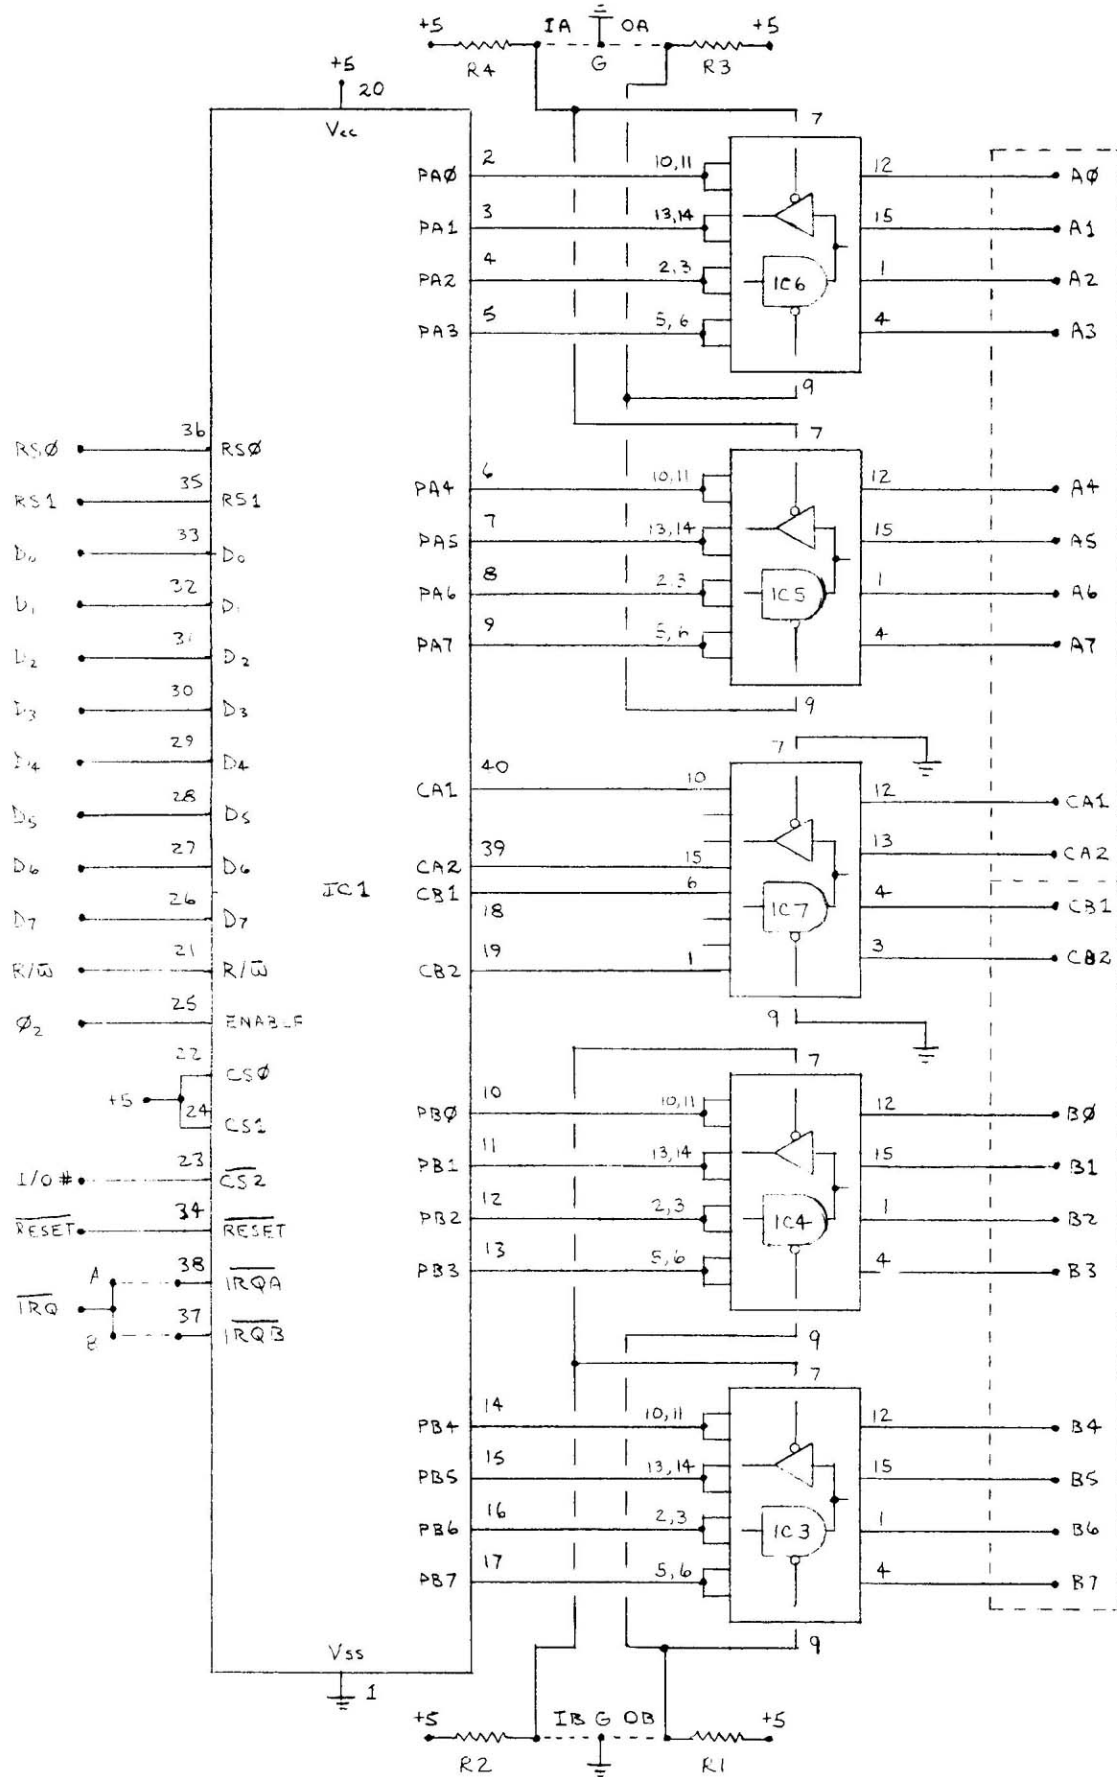 +5 IA OA +5
R4 G R3
+5
20
Vcc
7
PAØ 2 10,11 12 AØ
PA1 3 13,14 15 A1
PA2 4 2,3 1 A2
IC6
PA3 5 5,6 4 A3
9
7
RSØ 36 RSØ
PA4 6 10,11 12 A4
RS1 35 RS1
PA5 7 13,14 15 A5
D0 33 D0
PA6 8 2,3 1 A6
IC5
D1 32 D1
PA7 9 5,6 4 A7
D2 31 D2
9
D3 30 D3
7
D4 29 D4
CA1 40 10 12 CA1
D5 28 D5
CA2 39 15 13 CA2
D6 27 D6
IC1
CB1 18 6 4 CB1
IC7
D7 26 D7
CB2 19 1 3 CB2
R/W̅ 21 R/W̅
9
Ø2 25 ENABLE
7
22 CSØ
+5
24 CS1
PBØ 10 10,11 12 BØ
PB1 11 13,14 15 B1
I/O # 23 C̅S̅2̅
PB2 12 2,3 1 B2
IC4
R̅E̅S̅E̅T̅ 34 R̅E̅S̅E̅T̅
PB3 13 5,6 4 B3
A 38 I̅R̅Q̅A̅
I̅R̅Q̅
B 37 I̅R̅Q̅B̅
9
7
PB4 14 10,11 12 B4
PB5 15 13,14 15 B5
PB6 16 2,3 1 B6
IC3
PB7 17 5,6 4 B7
9
Vss
1
+5 IB G OB +5
R2 R1